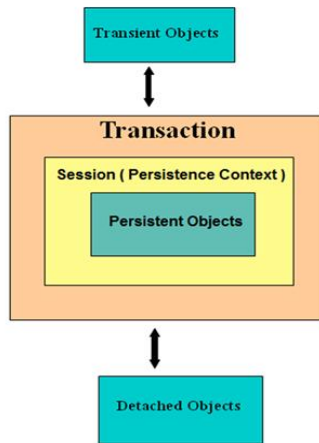 Transient Objects
Transaction
Session ( Persistence Context )
Persistent Objects
Detached Objects